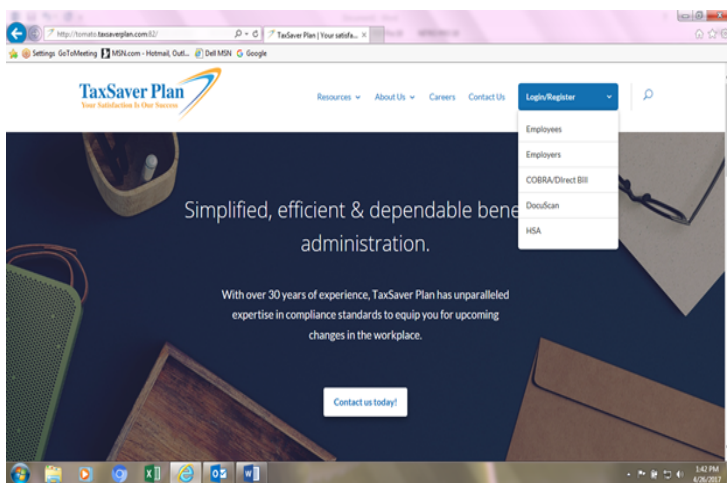 http://tomato.taxsaverplan.com:82/
TaxSaver Plan | Your satisfa...
Settings GoToMeeting MSN.com - Hotmail, Outl... Dell MSN Google
TaxSaver Plan
Your Satisfaction Is Our Success
Resources About Us Careers Contact Us Login/Register
Employees
Employers
COBRA/Direct Bill
DocuScan
HSA
Simplified, efficient & dependable bene
administration.
With over 30 years of experience, TaxSaver Plan has unparalleled
expertise in compliance standards to equip you for upcoming
changes in the workplace.
Contact us today!
1:42 PM
6/26/2017